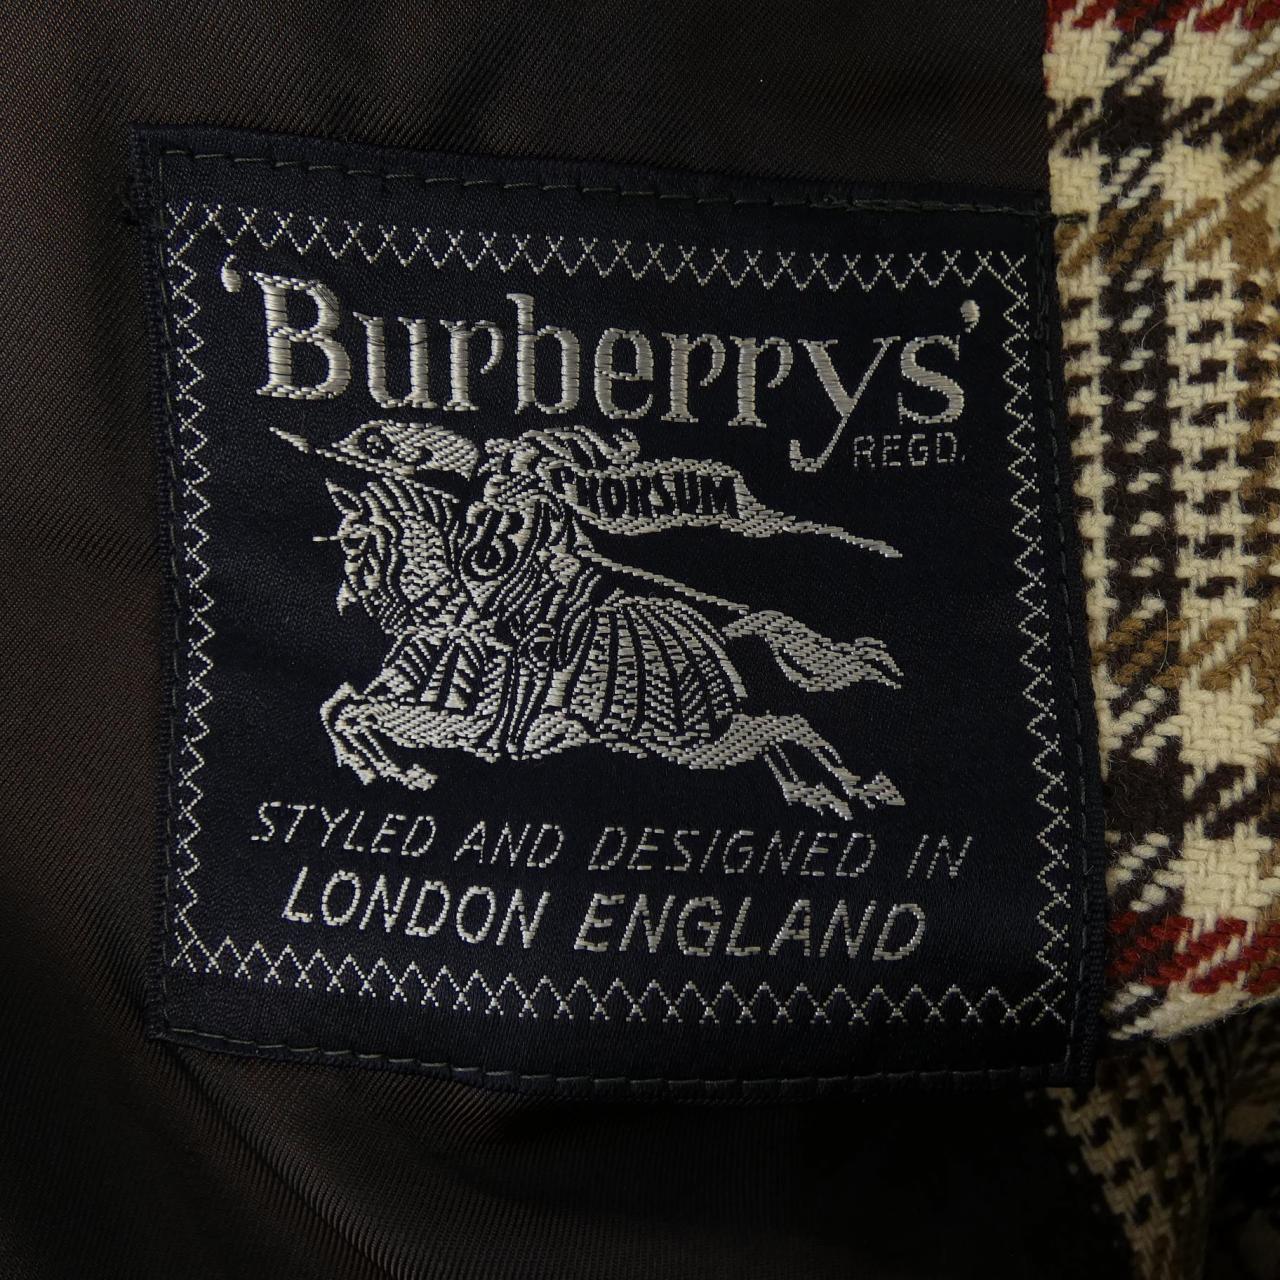 'Burberrys'
REGD.
PRORSUM
STYLED AND DESIGNED IN
LONDON ENGLAND